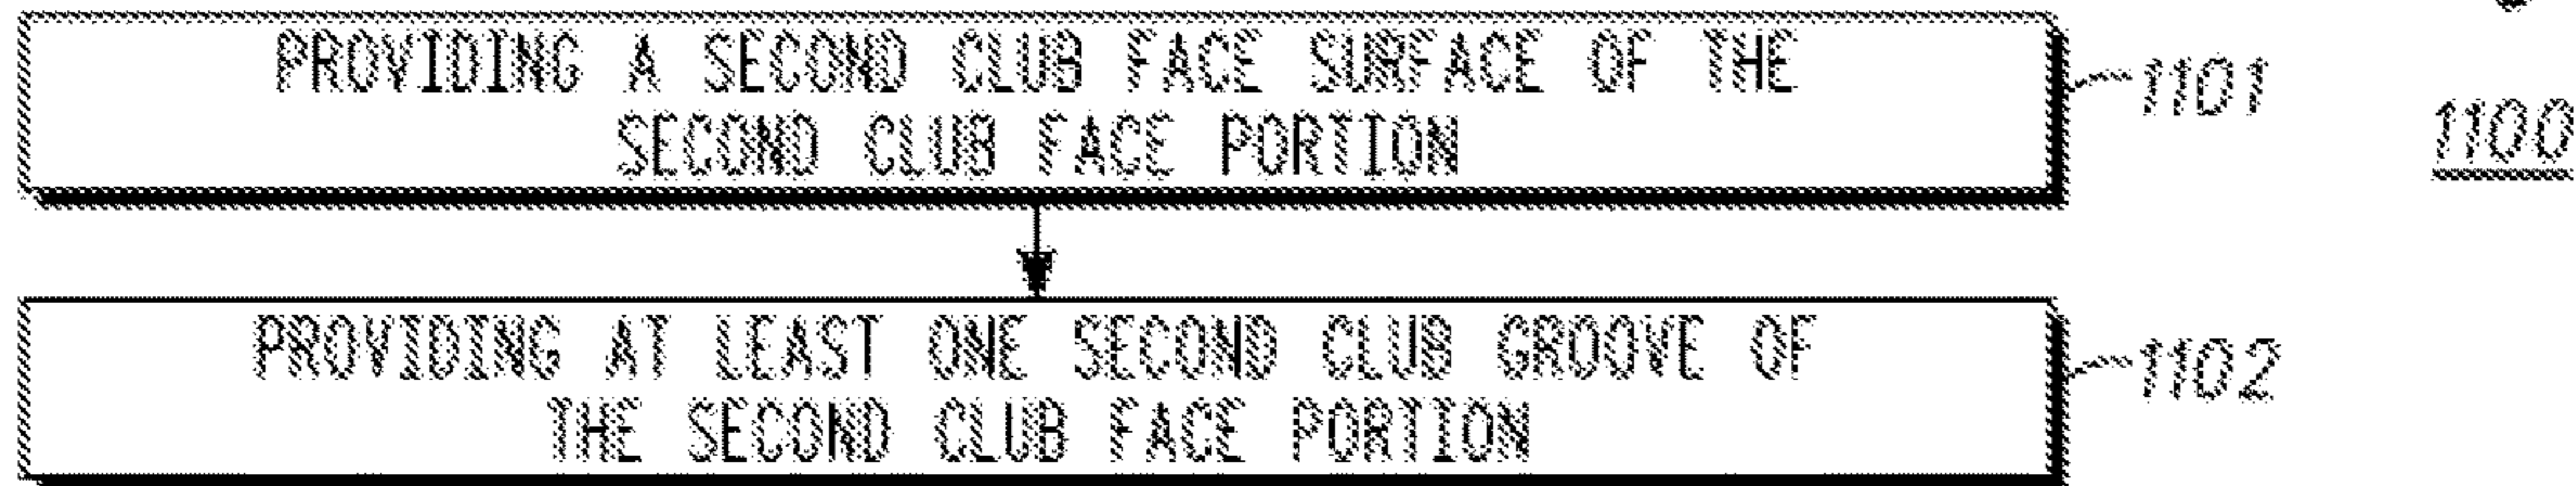 PROVIDING A SECOND CLUB FACE SURFACE OF THE
SECOND CLUB FACE PORTION
1101
1100
PROVIDING AT LEAST ONE SECOND CLUB GROOVE OF
THE SECOND CLUB FACE PORTION
1102